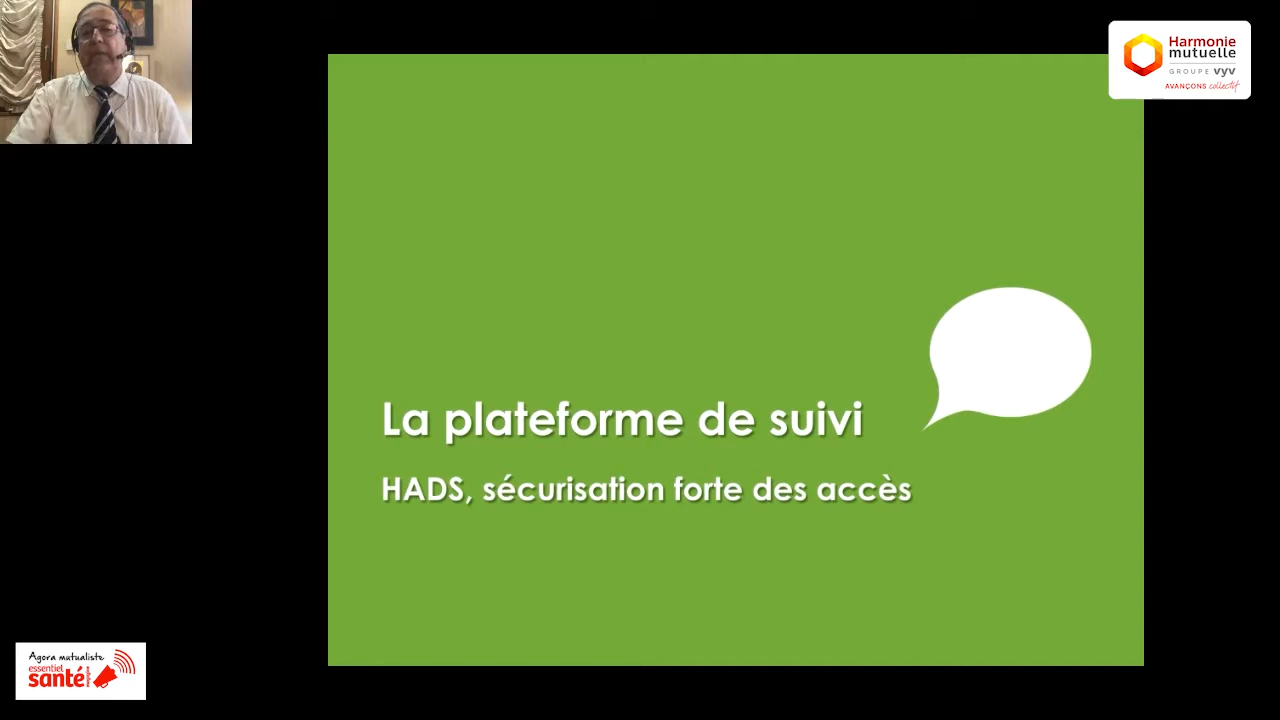 Harmonie
mutuelle
GROUPE vyv
AVANÇONS collectif
La plateforme de suivi
HADS, sécurisation forte des accès
Agora mutualiste
essentiel
santé
magazine